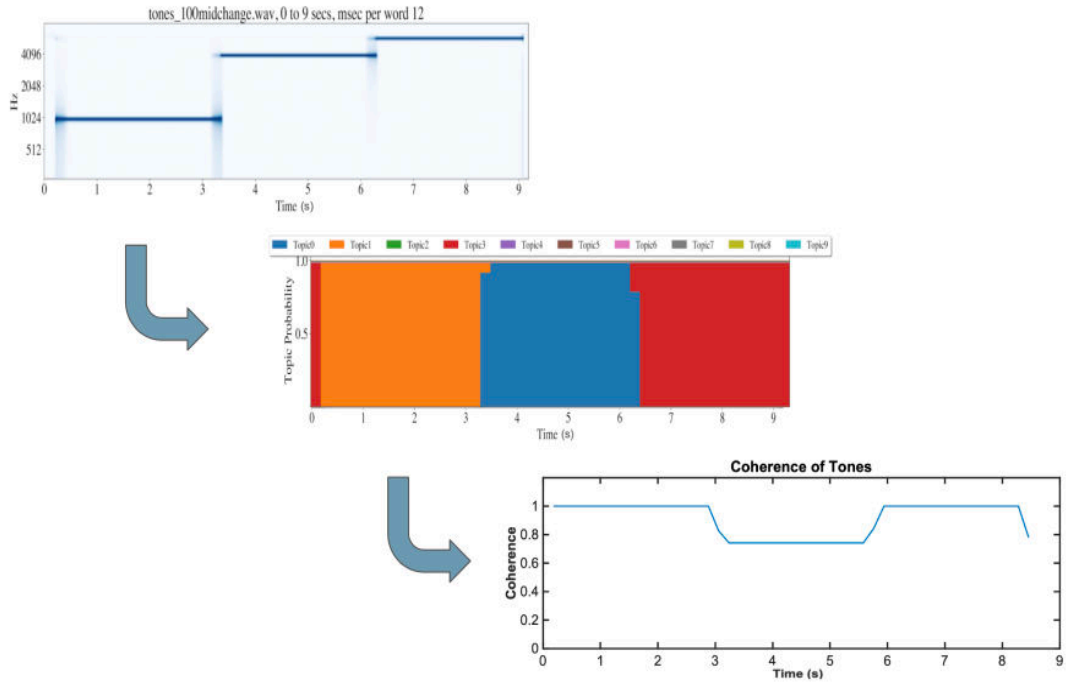 tones_100midchange.wav, 0 to 9 secs, msec per word 12
Hz
4096
2048
1024
512
0 1 2 3 4 5 6 7 8 9
Time (s)
Topic0 Topic1 Topic2 Topic3 Topic4 Topic5 Topic6 Topic7 Topic8 Topic9
Topic Probability
1.0
0.5
0 1 2 3 4 5 6 7 8 9
Time (s)
Coherence of Tones
Coherence
1
0.8
0.6
0.4
0.2
0
0 1 2 3 4 5 6 7 8 9
Time (s)